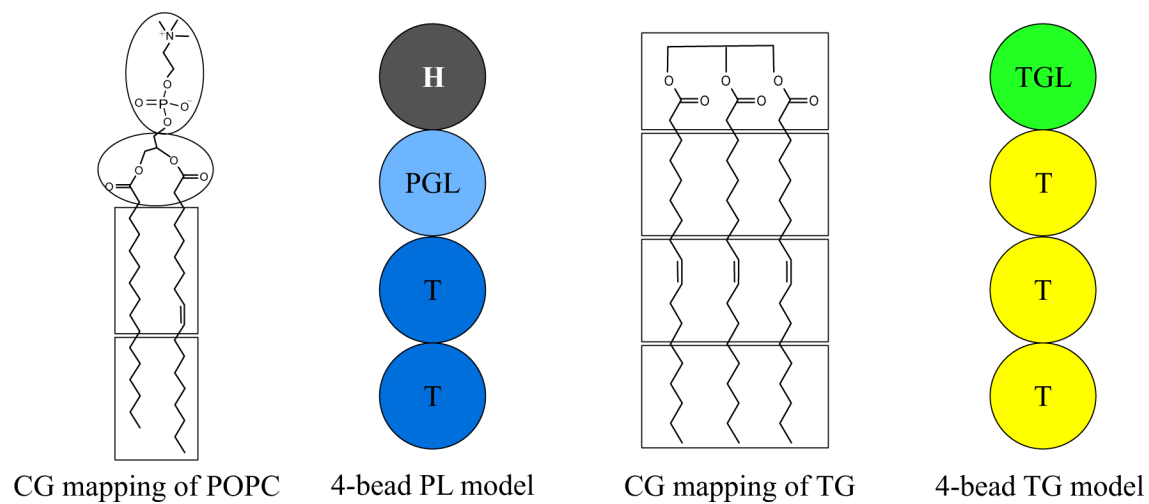 N
+
O
O P O−
O
O
O
O O
H
PGL
T
T
O O O
O O O
TGL
T
T
T
CG mapping of POPC
4-bead PL model
CG mapping of TG
4-bead TG model